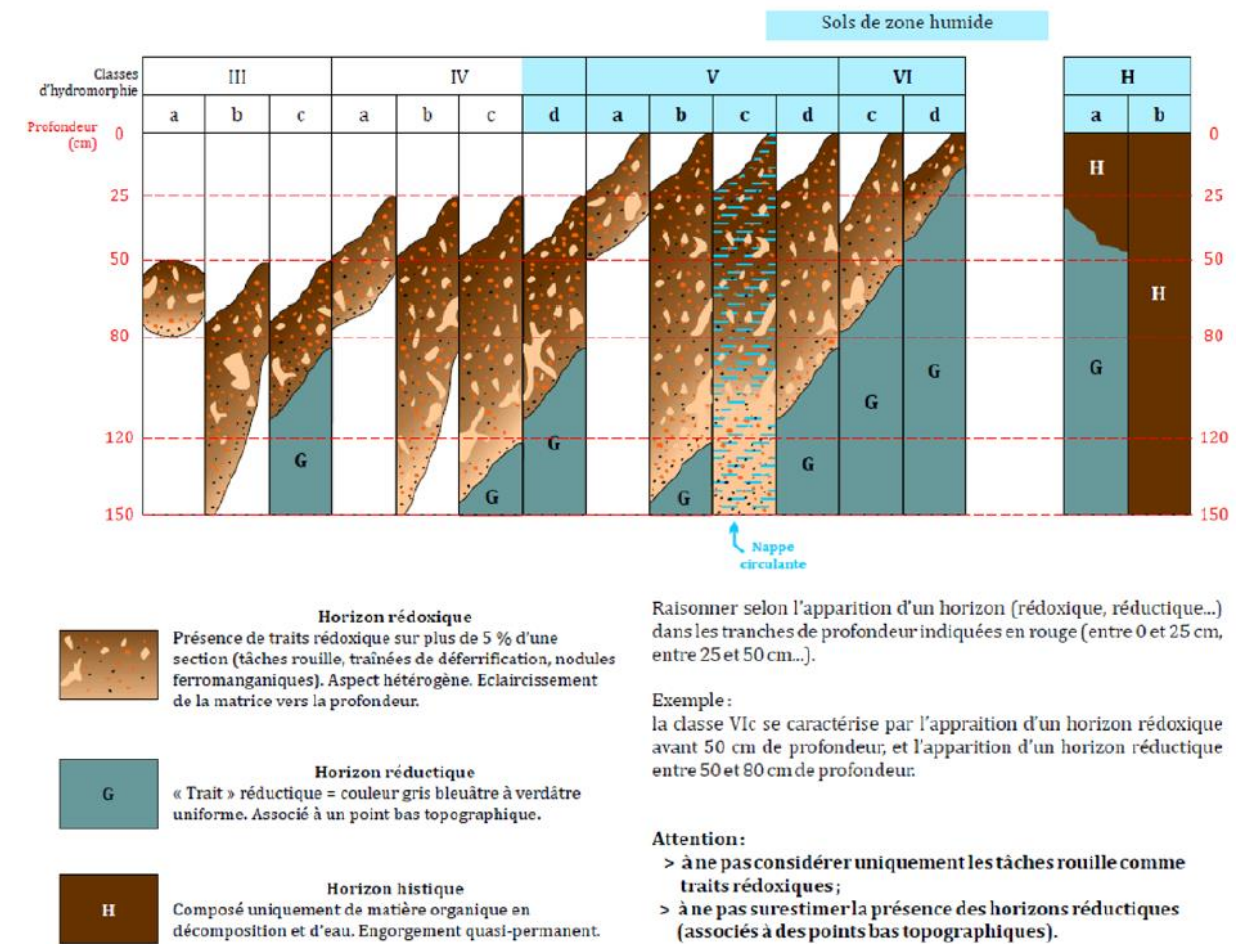 Sols de zone humide
Classes d'hydromorphie III IV V VI H
a b c a b c d a b c d c d a b
Profondeur (cm)
0 0
H
25 25
50 50
H
80 80
G G G
120 120
G G G G G
150 150
Nappe
circulante
Horizon rédoxique
Présence de traits rédoxique sur plus de 5 % d'une
section (tâches rouille, traînées de déferrification, nodules
ferromanganiques). Aspect hétérogène. Eclaircissement
de la matrice vers la profondeur.
G
Horizon réductique
« Trait » réductique = couleur gris bleuâtre à verdâtre
uniforme. Associé à un point bas topographique.
H
Horizon histique
Composé uniquement de matière organique en
décomposition et d'eau. Engorgement quasi-permanent.
Raisonner selon l'apparition d'un horizon (rédoxique, réductique...)
dans les tranches de profondeur indiquées en rouge (entre 0 et 25 cm,
entre 25 et 50 cm...).
Exemple :
la classe VIc se caractérise par l'appraition d'un horizon rédoxique
avant 50 cm de profondeur, et l'apparition d'un horizon réductique
entre 50 et 80 cm de profondeur.
Attention :
> à ne pas considérer uniquement les tâches rouille comme
traits rédoxiques ;
> à ne pas surestimer la présence des horizons réductiques
(associés à des points bas topographiques).